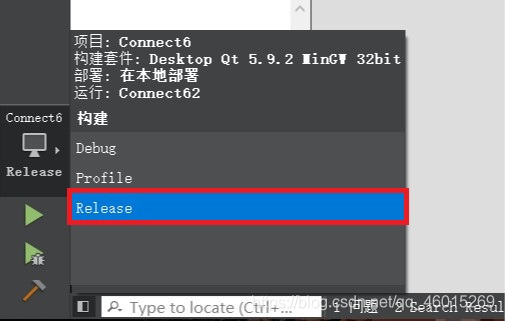 项目: Connect6
构建套件: Desktop Qt 5.9.2 MinGW 32bit
部署: 在本地部署
运行: Connect62
构建
Connect6
Debug
Profile
Release
Release
Type to locate (Ctrl+...
1 问题 2 Search Resul
https://blog.csdn.net/qq_46015269